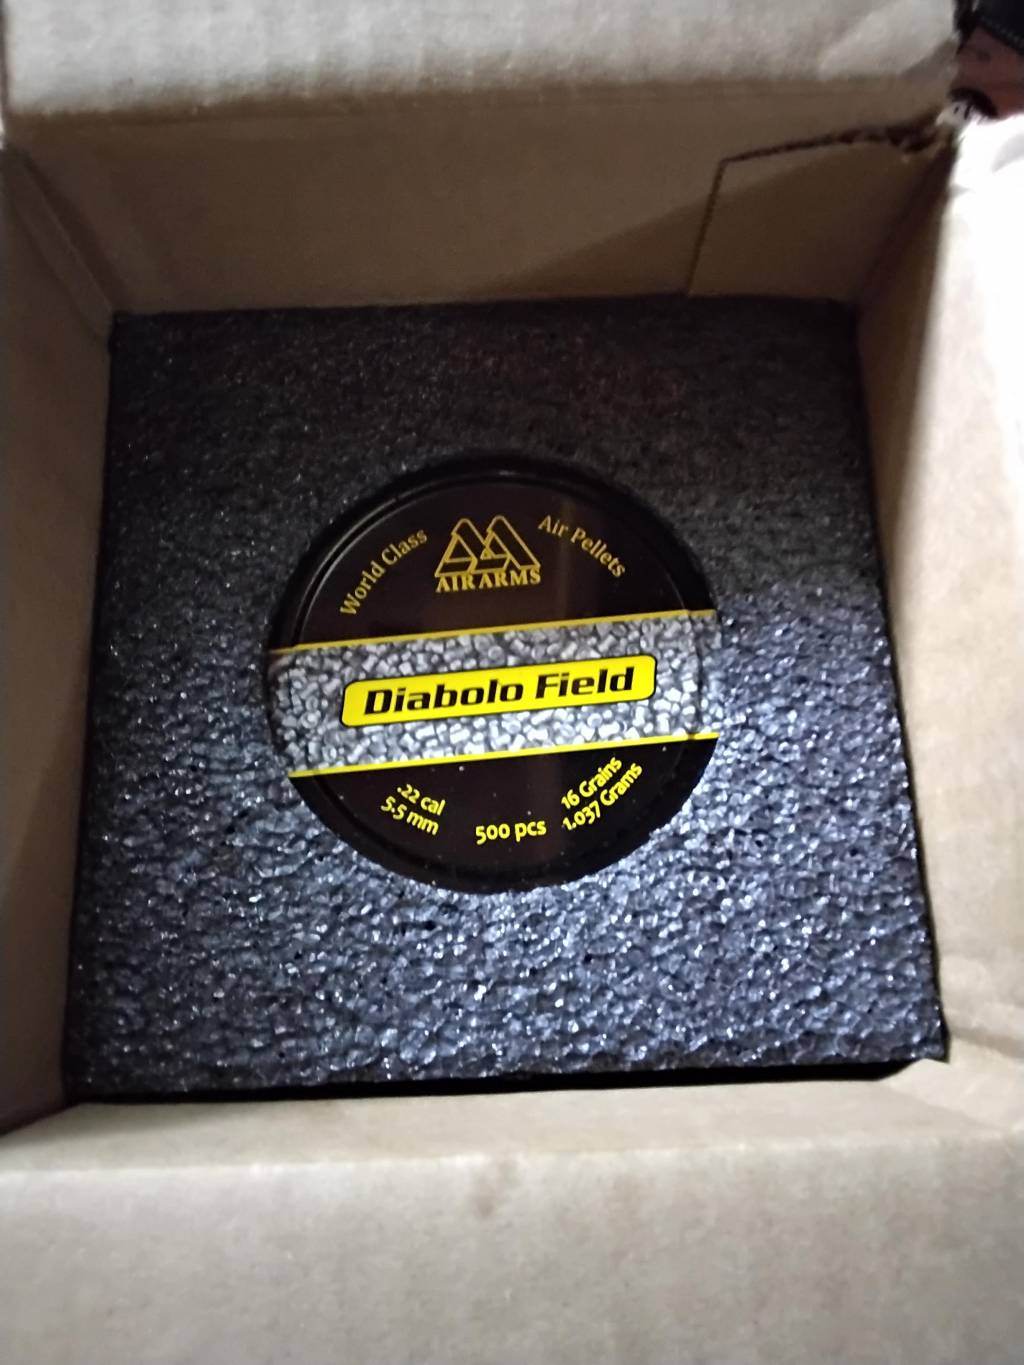 World Class
Air Pellets
AIR ARMS
Diabolo Field
.22 cal
5.5 mm
500 pcs
16 Grains
1.037 Grams